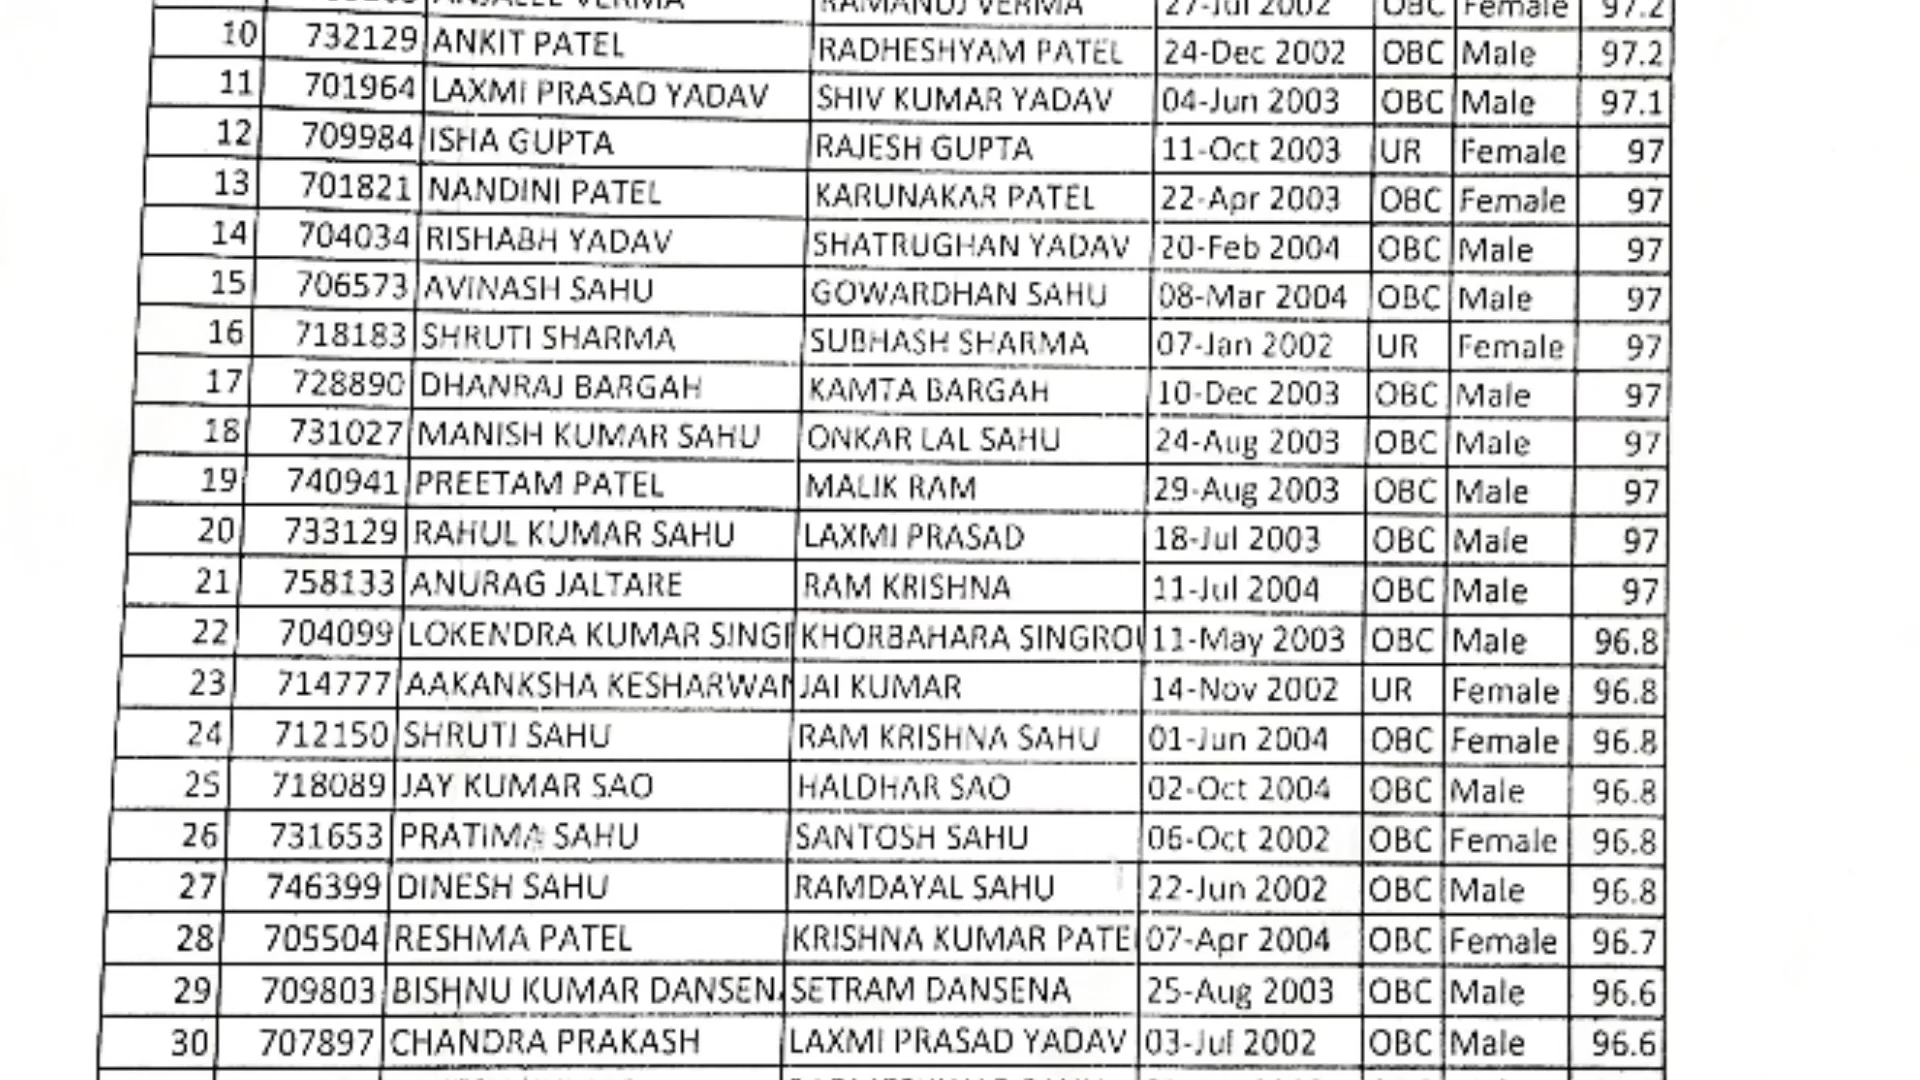 ANJALEE VERMA RAMANUJ VERMA 27-Jul 2002 OBC Female 97.2
10 732129 ANKIT PATEL RADHESHYAM PATEL 24-Dec 2002 OBC Male 97.2
11 701964 LAXMI PRASAD YADAV SHIV KUMAR YADAV 04-Jun 2003 OBC Male 97.1
12 709984 ISHA GUPTA RAJESH GUPTA 11-Oct 2003 UR Female 97
13 701821 NANDINI PATEL KARUNAKAR PATEL 22-Apr 2003 OBC Female 97
14 704034 RISHABH YADAV SHATRUGHAN YADAV 20-Feb 2004 OBC Male 97
15 706573 AVINASH SAHU GOWARDHAN SAHU 08-Mar 2004 OBC Male 97
16 718183 SHRUTI SHARMA SUBHASH SHARMA 07-Jan 2002 UR Female 97
17 728890 DHANRAJ BARGAH KAMTA BARGAH 10-Dec 2003 OBC Male 97
18 731027 MANISH KUMAR SAHU ONKAR LAL SAHU 24-Aug 2003 OBC Male 97
19 740941 PREETAM PATEL MALIK RAM 29-Aug 2003 OBC Male 97
20 733129 RAHUL KUMAR SAHU LAXMI PRASAD 18-Jul 2003 OBC Male 97
21 758133 ANURAG JALTARE RAM KRISHNA 11-Jul 2004 OBC Male 97
22 704099 LOKENDRA KUMAR SINGR KHORBAHARA SINGROU 11-May 2003 OBC Male 96.8
23 714777 AAKANKSHA KESHARWAN JAI KUMAR 14-Nov 2002 UR Female 96.8
24 712150 SHRUTI SAHU RAM KRISHNA SAHU 01-Jun 2004 OBC Female 96.8
25 718089 JAY KUMAR SAO HALDHAR SAO 02-Oct 2004 OBC Male 96.8
26 731653 PRATIMA SAHU SANTOSH SAHU 06-Oct 2002 OBC Female 96.8
27 746399 DINESH SAHU RAMDAYAL SAHU 22-Jun 2002 OBC Male 96.8
28 705504 RESHMA PATEL KRISHNA KUMAR PATE 07-Apr 2004 OBC Female 96.7
29 709803 BISHNU KUMAR DANSENA SETRAM DANSENA 25-Aug 2003 OBC Male 96.6
30 707897 CHANDRA PRAKASH LAXMI PRASAD YADAV 03-Jul 2002 OBC Male 96.6